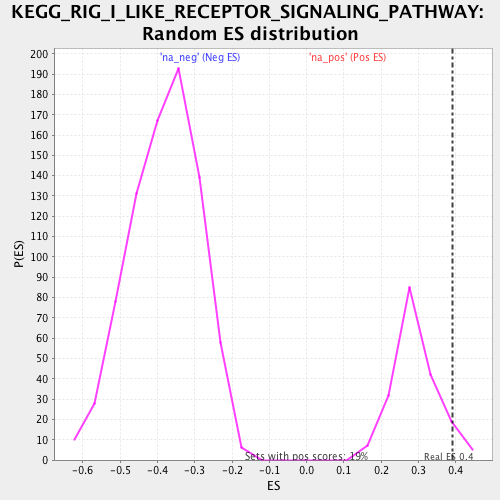 KEGG_RIG_I_LIKE_RECEPTOR_SIGNALING_PATHWAY:
Random ES distribution
'na_neg' (Neg ES) 'na_pos' (Pos ES)
200
190
180
170
160
150
140
130
120
110
100
90
80
70
60
50
40
30
20
10
0
P(ES)
Sets with pos scores: 19%
Real ES 0.4
-0.6 -0.5 -0.4 -0.3 -0.2 -0.1 0.0 0.1 0.2 0.3 0.4
ES